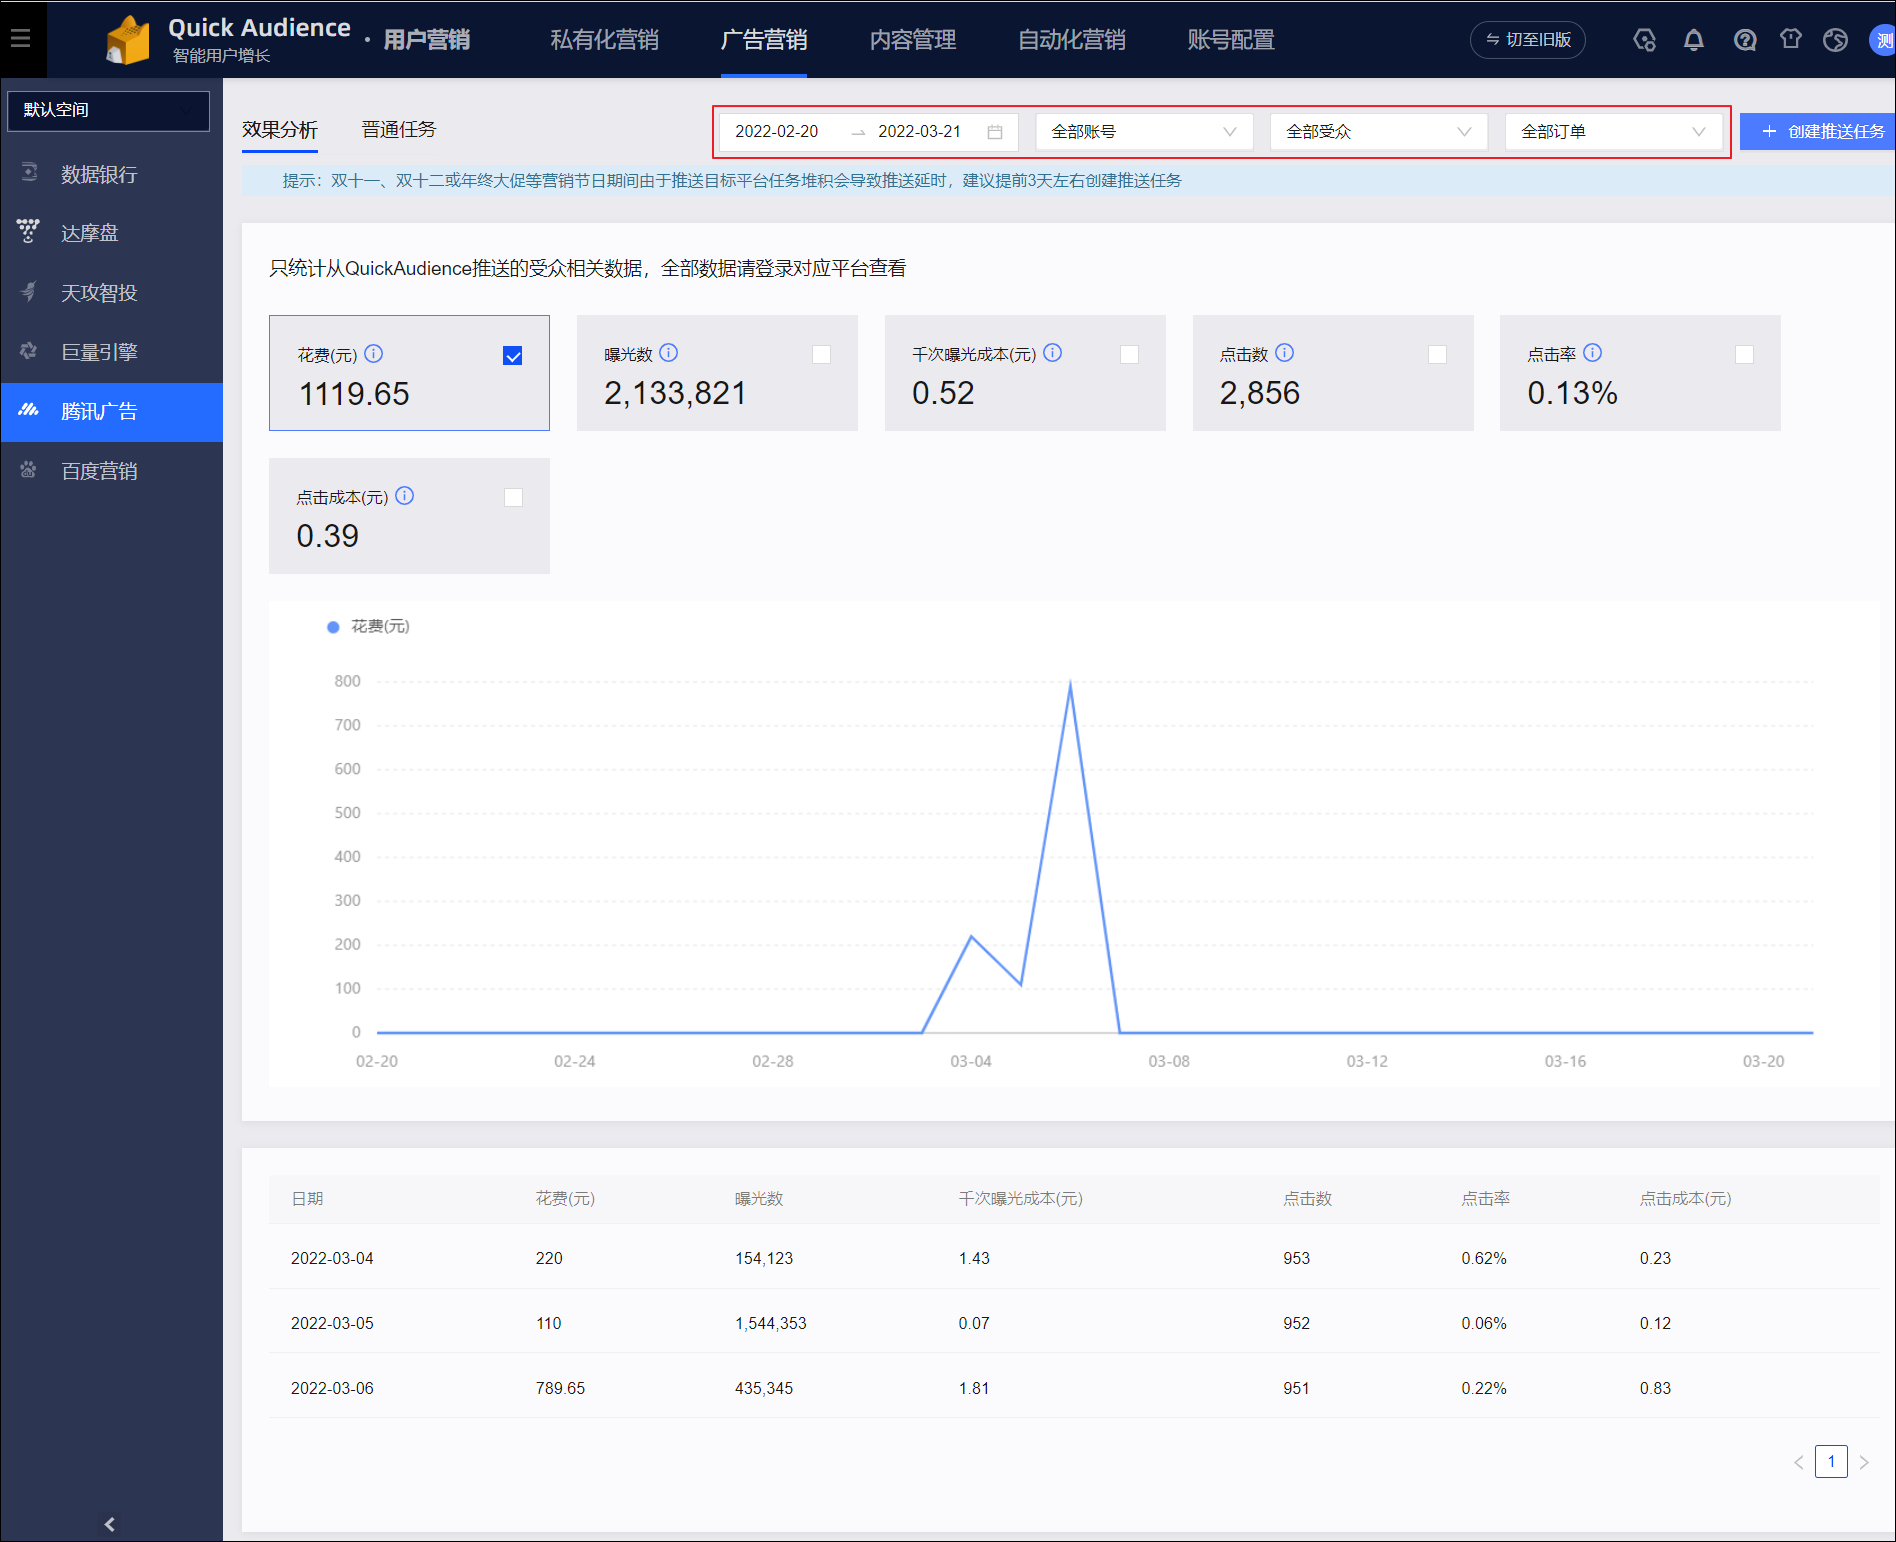 Quick Audience
智能用户增长
· 用户营销
私有化营销
广告营销
内容管理
自动化营销
账号配置
切至旧版
测
默认空间
数据银行
达摩盘
天攻智投
巨量引擎
腾讯广告
百度营销
效果分析
普通任务
2022-02-20
2022-03-21
全部账号
全部受众
全部订单
+ 创建推送任务
提示：双十一、双十二或年终大促等营销节日期间由于推送目标平台任务堆积会导致推送延时，建议提前3天左右创建推送任务
只统计从QuickAudience推送的受众相关数据，全部数据请登录对应平台查看
花费(元)
1119.65
曝光数
2,133,821
千次曝光成本(元)
0.52
点击数
2,856
点击率
0.13%
点击成本(元)
0.39
花费(元)
800
700
600
500
400
300
200
100
0
02-20
02-24
02-28
03-04
03-08
03-12
03-16
03-20
日期 花费(元) 曝光数 千次曝光成本(元) 点击数 点击率 点击成本(元)
2022-03-04 220 154,123 1.43 953 0.62% 0.23
2022-03-05 110 1,544,353 0.07 952 0.06% 0.12
2022-03-06 789.65 435,345 1.81 951 0.22% 0.83
1